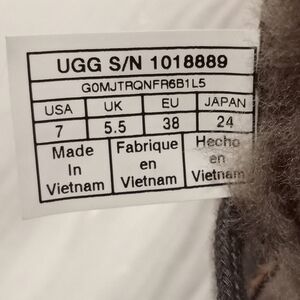 UGG S/N 1018889
G0MJTRQNFR6B1L5
USA UK EU JAPAN
7 5.5 38 24
Made Fabriqué Hecho
In en en
Vietnam Vietnam Vietnam